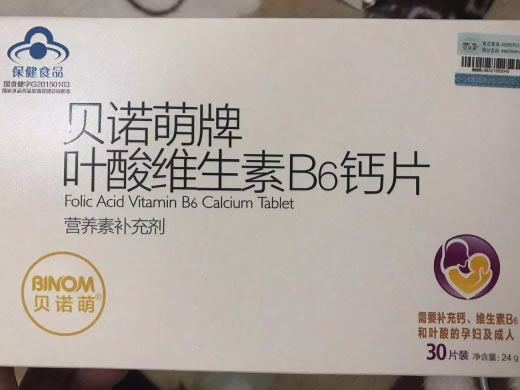 保健食品
国食健字G20150103
贝诺萌牌
叶酸维生素B6钙片
Folic Acid Vitamin B6 Calcium Tablet
营养素补充剂
BINOM®
贝诺萌
需要补充钙、维生素B6
和叶酸的孕妇及成人
30片装 净含量：24g